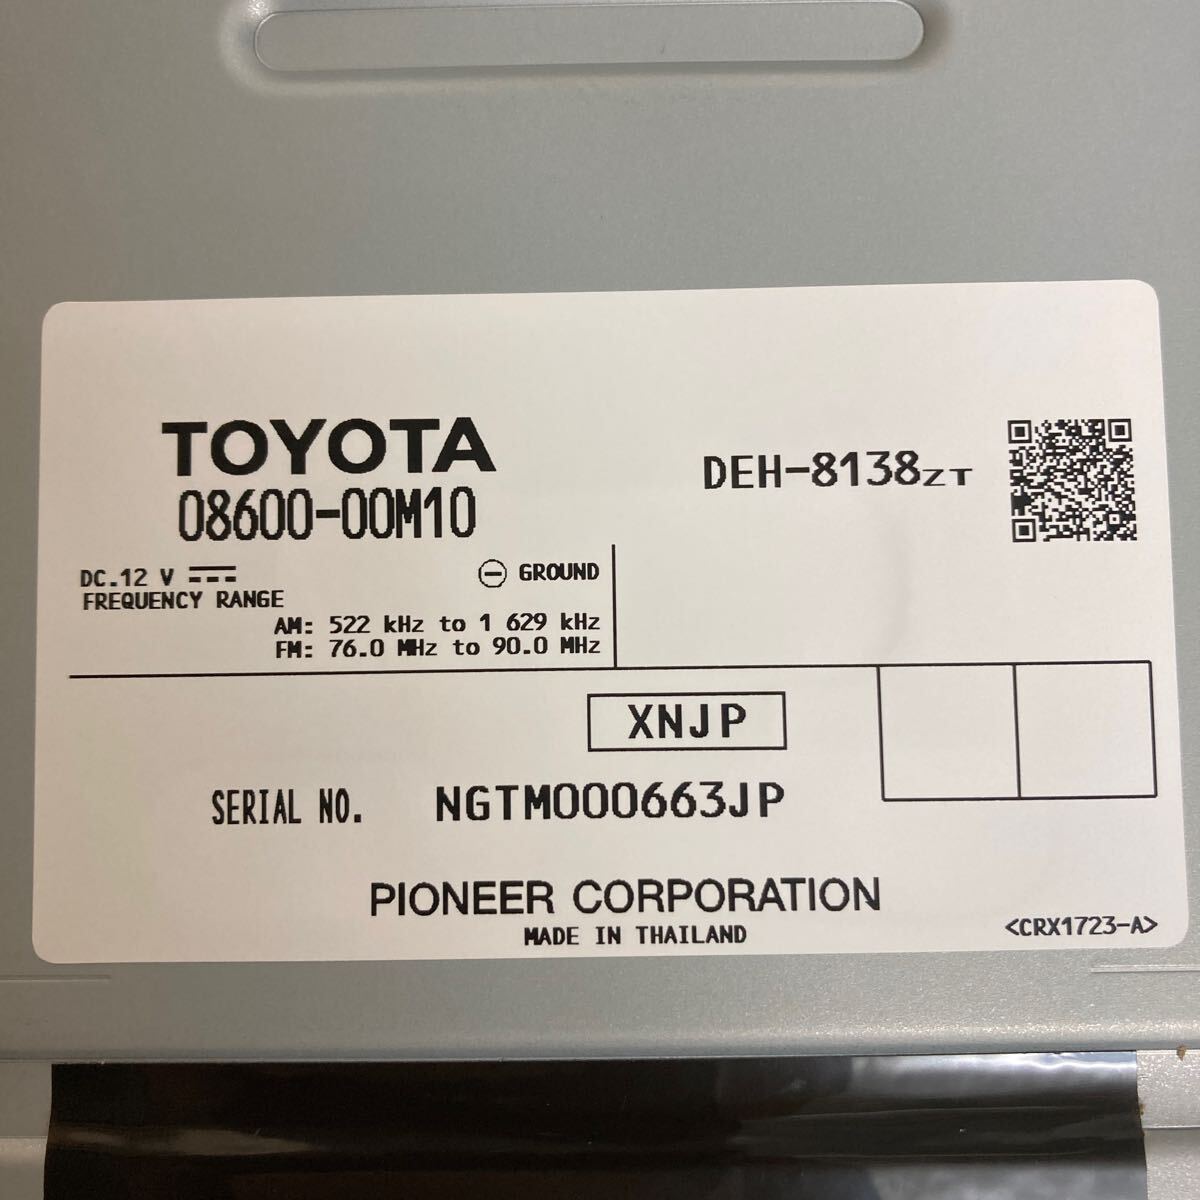 TOYOTA
08600-00M10
DEH-8138ZT
DC.12 V
GROUND
FREQUENCY RANGE
AM: 522 kHz to 1 629 kHz
FM: 76.0 MHz to 90.0 MHz
XNJP
SERIAL NO. NGTM000663JP
PIONEER CORPORATION
MADE IN THAILAND
<CRX1723-A>